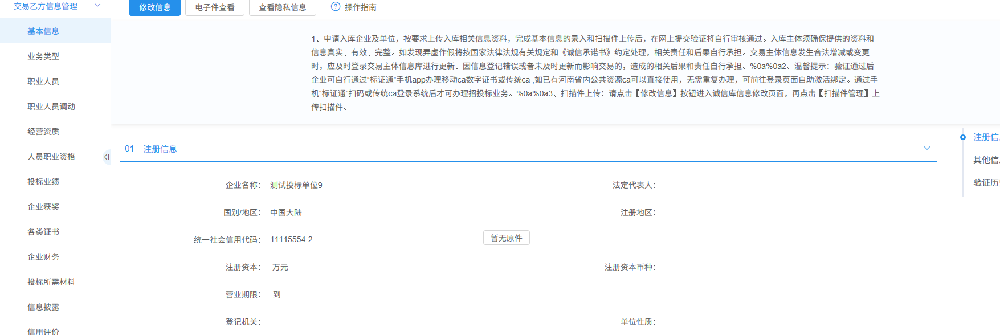 交易乙方信息管理
修改信息
电子件查看
查看隐私信息
操作指南
基本信息
业务类型
职业人员
职业人员调动
经营资质
人员职业资格
投标业绩
企业获奖
各类证书
企业财务
投标所需材料
信息披露
信用评价
1、申请入库企业及单位，按要求上传入库相关信息资料，完成基本信息的录入和扫描件上传后，在网上提交验证将自行审核通过。入库主体须确保提供的资料和
信息真实、有效、完整。如发现弄虚作假将按国家法律法规有关规定和《诚信承诺书》约定处理，相关责任和后果自行承担。交易主体信息发生合法增减或变更
时，应及时登录交易主体信息库进行更新。因信息登记错误或者未及时更新而影响交易的，造成的相关后果和责任自行承担。%0a%0a2、温馨提示：验证通过后
企业可自行通过“标证通”手机app办理移动ca数字证书或传统ca ,如已有河南省内公共资源ca可以直接使用，无需重复办理，可前往登录页面自助激活绑定。通过手
机“标证通”扫码或传统ca登录系统后才可办理招投标业务。%0a%0a3、扫描件上传：请点击【修改信息】按钮进入诚信库信息修改页面，再点击【扫描件管理】上
传扫描件。
01 注册信息
企业名称： 测试投标单位9
法定代表人：
国别/地区： 中国大陆
注册地区：
统一社会信用代码： 11115554-2
暂无原件
注册资本： 万元
注册资本币种：
营业期限： 到
登记机关：
单位性质：
注册信
其他信
验证历